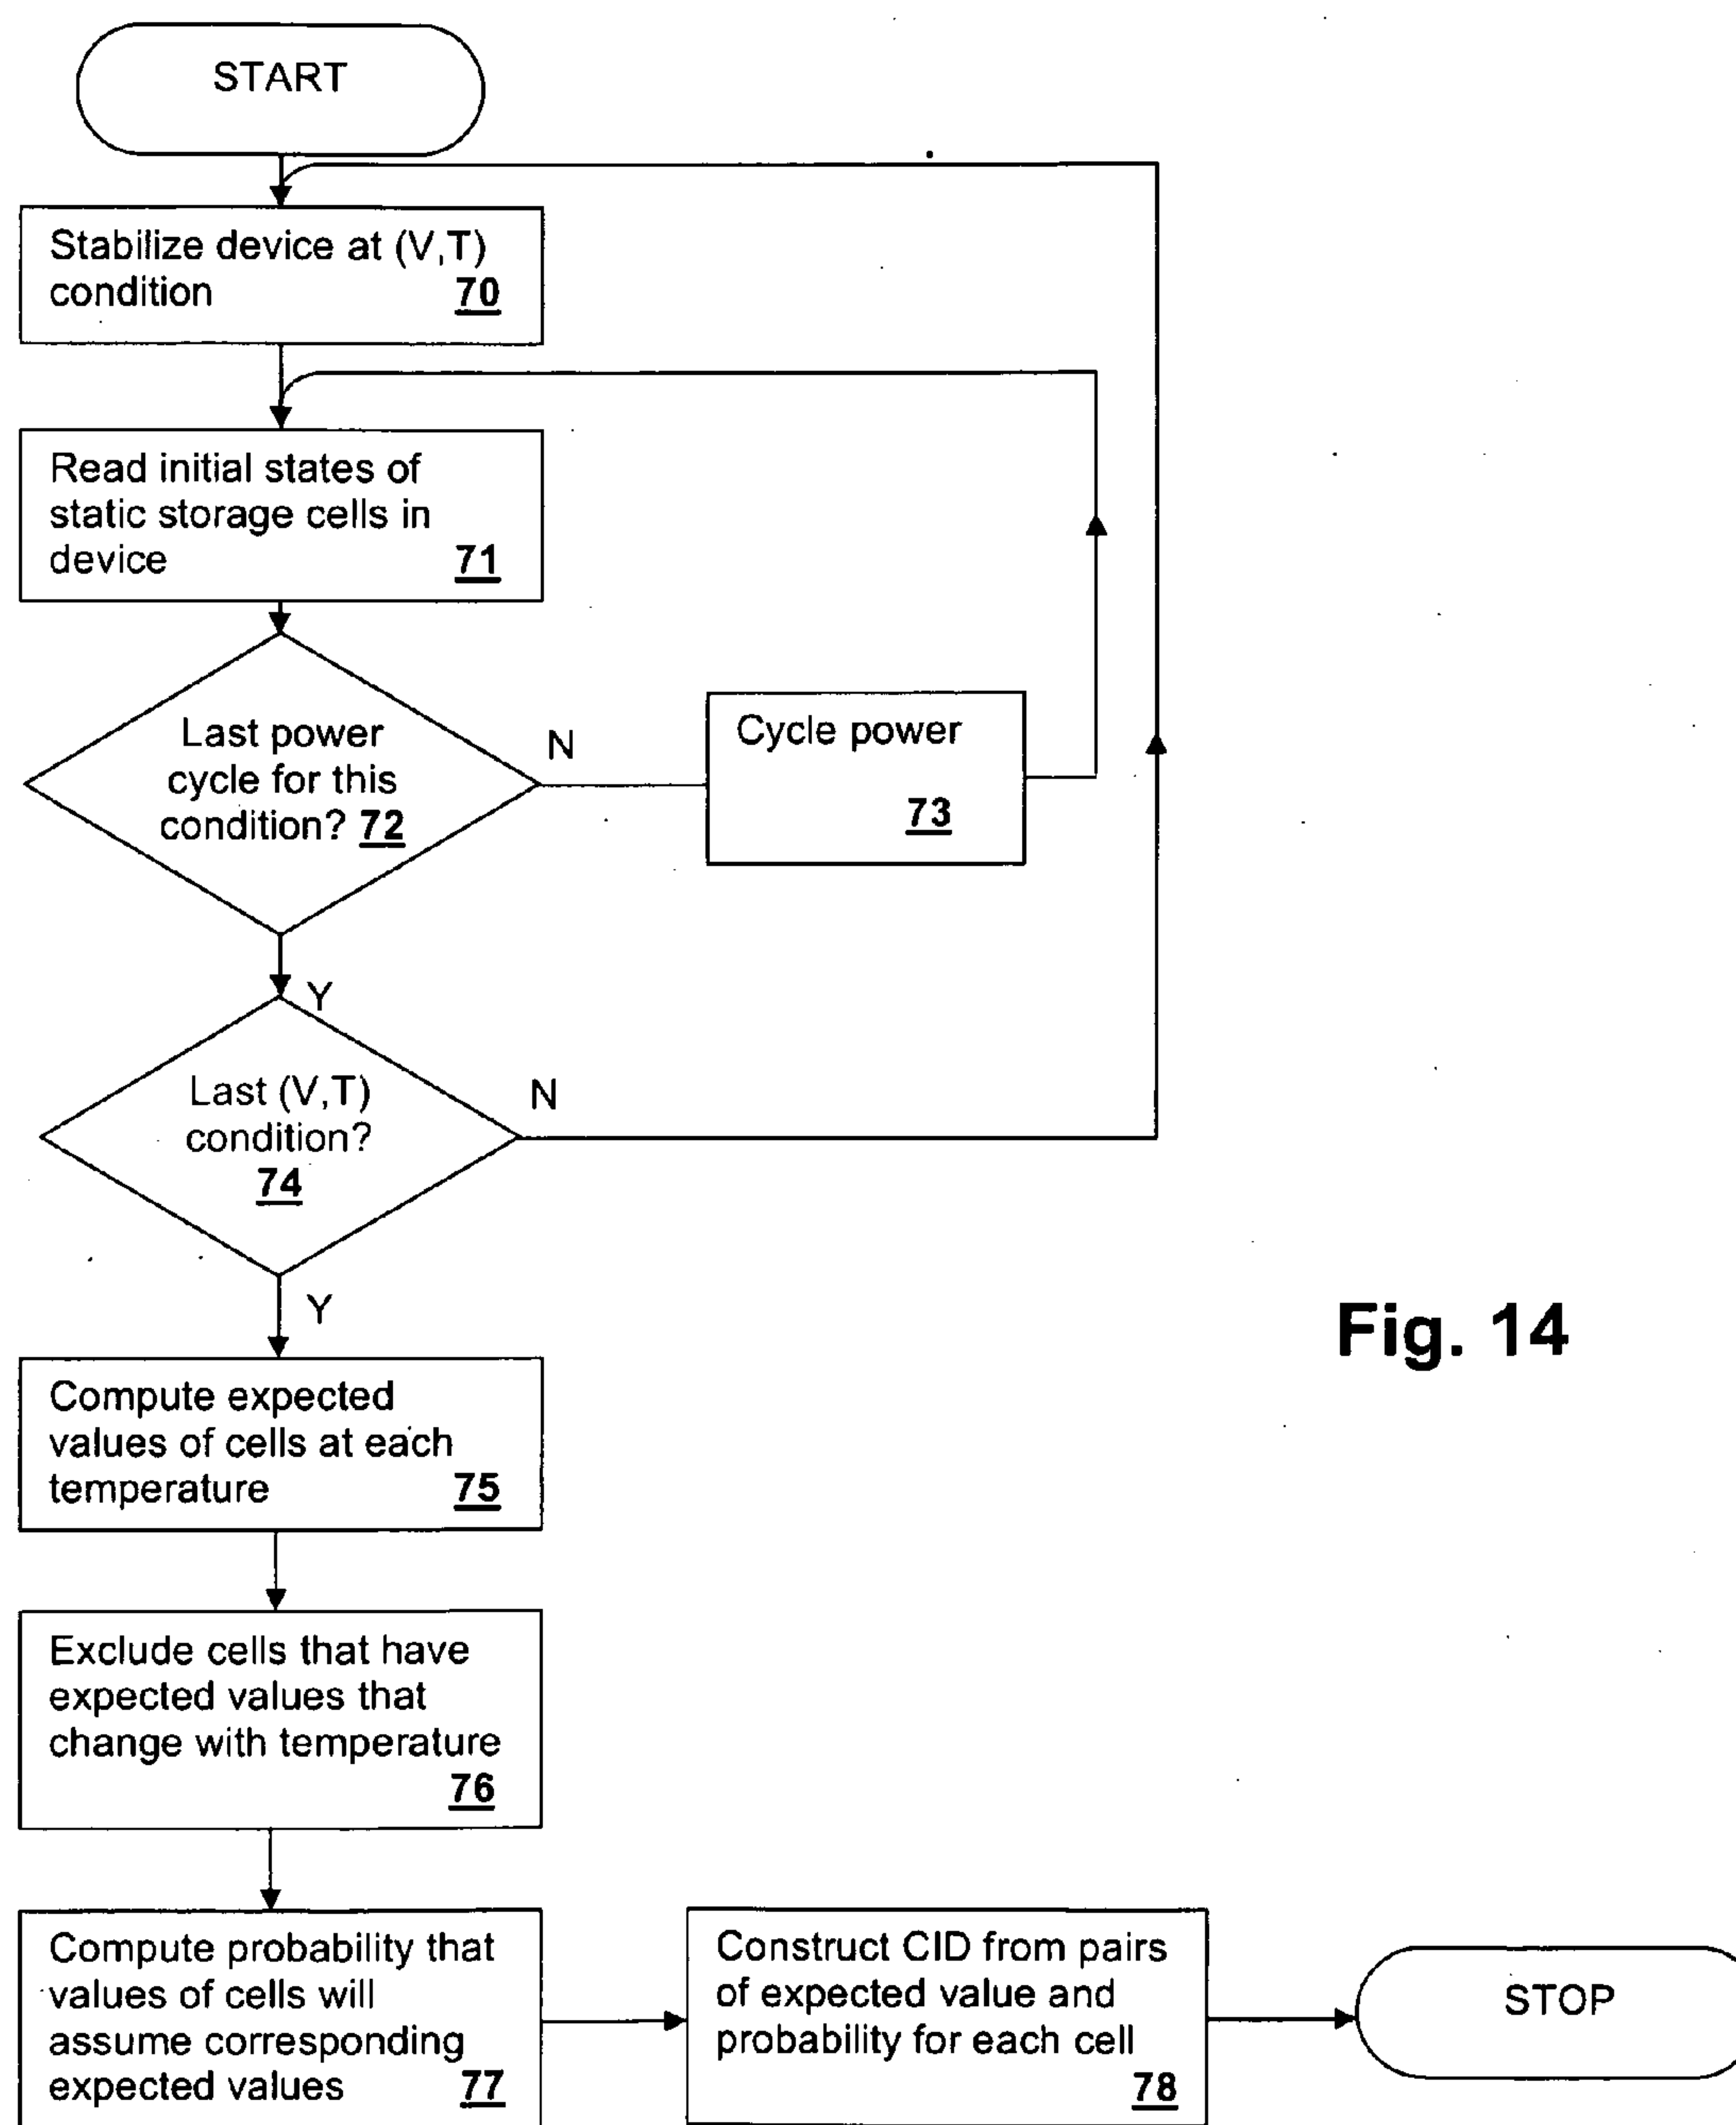 START
Stabilize device at (V,T)
condition 70
Read initial states of
static storage cells in
device 71
Last power
cycle for this
condition? 72
N
Cycle power
73
Y
Last (V,T)
condition?
74
N
Y
Compute expected
values of cells at each
temperature 75
Exclude cells that have
expected values that
change with temperature
76
Compute probability that
values of cells will
assume corresponding
expected values 77
Construct CID from pairs
of expected value and
probability for each cell
78
STOP
Fig. 14